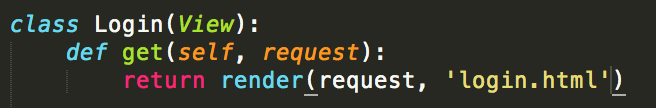 class Login(View):
    def get(self, request):
        return render(request, 'login.html')